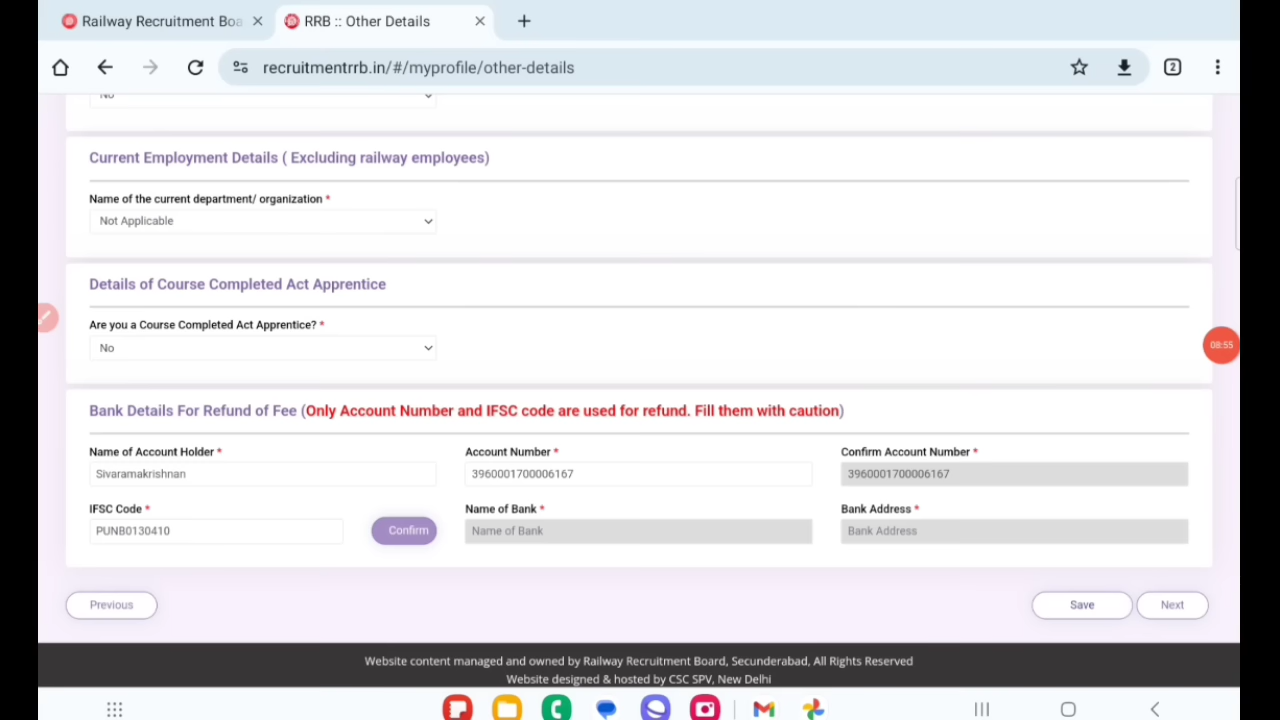 Railway Recruitment Boa
RRB :: Other Details
recruitmentrrb.in/#/myprofile/other-details
2
No
Current Employment Details ( Excluding railway employees)
Name of the current department/ organization *
Not Applicable
Details of Course Completed Act Apprentice
Are you a Course Completed Act Apprentice? *
No
08:55
Bank Details For Refund of Fee (Only Account Number and IFSC code are used for refund. Fill them with caution)
Name of Account Holder * Account Number * Confirm Account Number *
Sivaramakrishnan 3960001700006167 3960001700006167
IFSC Code * Name of Bank * Bank Address *
PUNB0130410 Confirm Name of Bank Bank Address
Previous Save Next
Website content managed and owned by Railway Recruitment Board, Secunderabad, All Rights Reserved
Website designed & hosted by CSC SPV, New Delhi